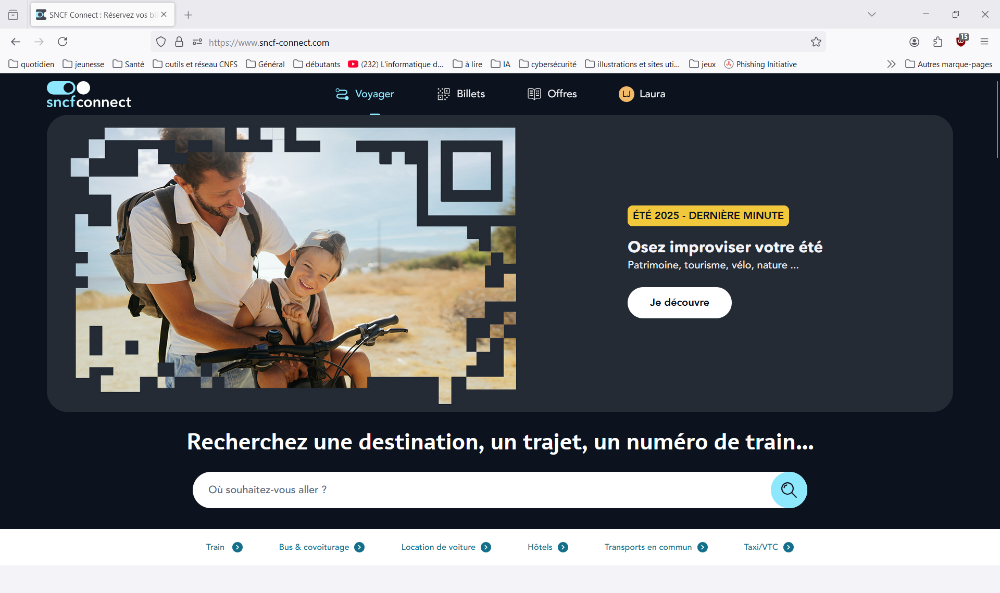 SNCF Connect : Réservez vos bil
https://www.sncf-connect.com
15
quotidien jeunesse Santé outils et réseau CNFS Général débutants (232) L'informatique d... à lire IA cybersécurité illustrations et sites uti... jeux Phishing Initiative Autres marque-pages
sncfconnect
Voyager Billets Offres LJ Laura
ÉTÉ 2025 - DERNIÈRE MINUTE
Osez improviser votre été
Patrimoine, tourisme, vélo, nature ...
Je découvre
Recherchez une destination, un trajet, un numéro de train...
Où souhaitez-vous aller ?
Train Bus & covoiturage Location de voiture Hôtels Transports en commun Taxi/VTC